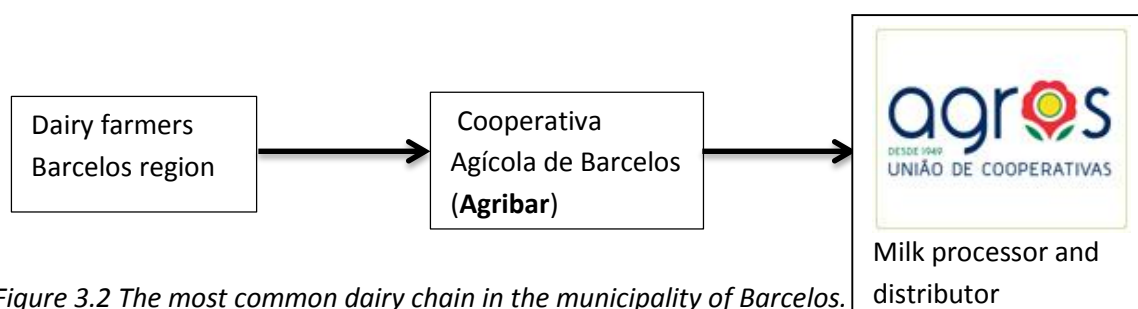 Dairy farmers
Barcelos region
Cooperativa
Agícola de Barcelos
(Agribar)
agros
DESDE 1949
UNIÃO DE COOPERATIVAS
Milk processor and
distributor
Figure 3.2 The most common dairy chain in the municipality of Barcelos.